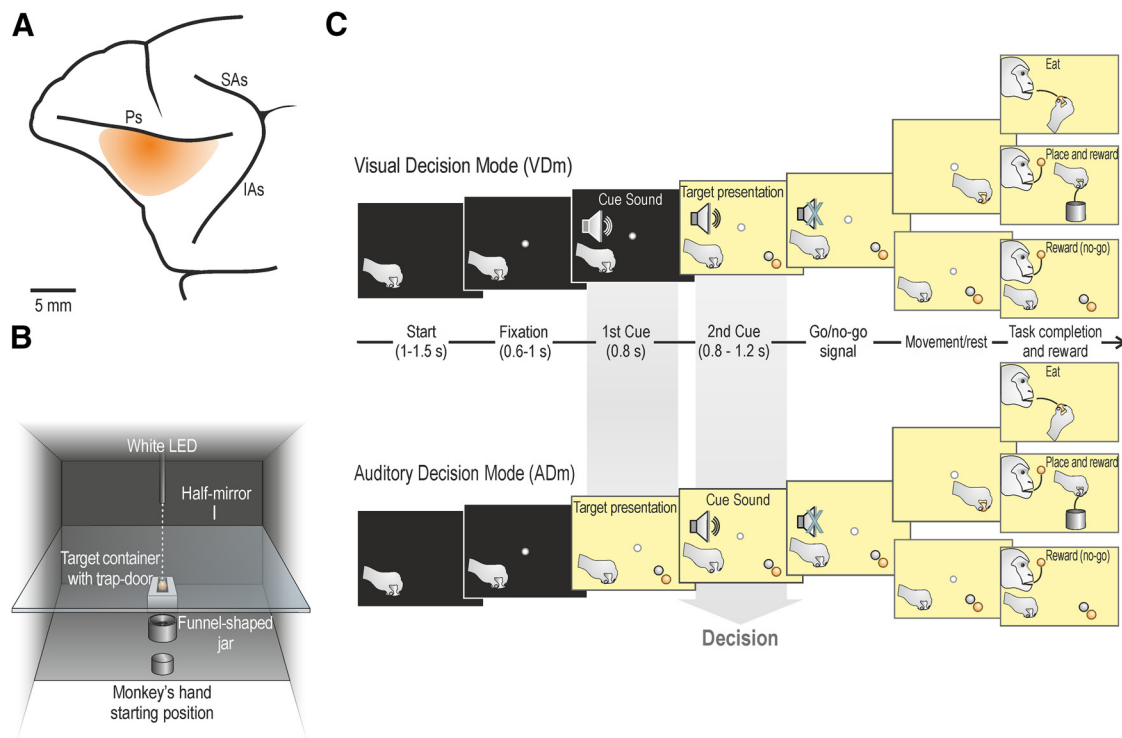 A
SAs
Ps
IAs
5 mm
B
White LED
Half-mirror
Target container
with trap-door
Funnel-shaped
jar
Monkey's hand
starting position
C
Visual Decision Mode (VDm)
Cue Sound
Target presentation
Eat
Place and reward
Reward (no-go)
Start
(1-1.5 s)
Fixation
(0.6-1 s)
1st Cue
(0.8 s)
2nd Cue
(0.8 - 1.2 s)
Go/no-go
signal
Movement/rest
Task completion
and reward
Auditory Decision Mode (ADm)
Target presentation
Cue Sound
Eat
Place and reward
Reward (no-go)
Decision